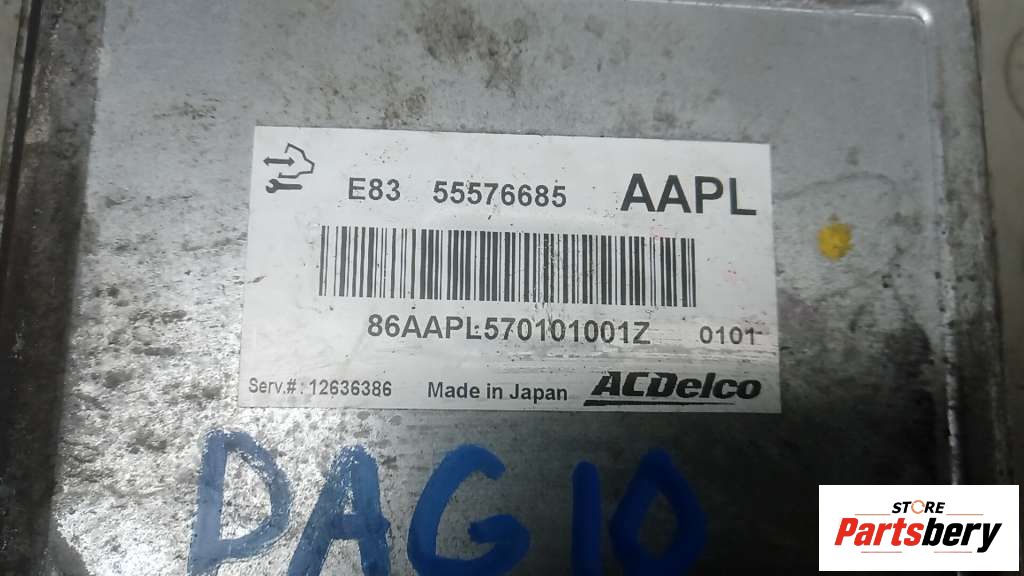 E83 55576685 AAPL
86AAPL570101001Z 0101
Serv.#: 12636386 Made in Japan ACDelco
DAG10
STORE
Partsbery